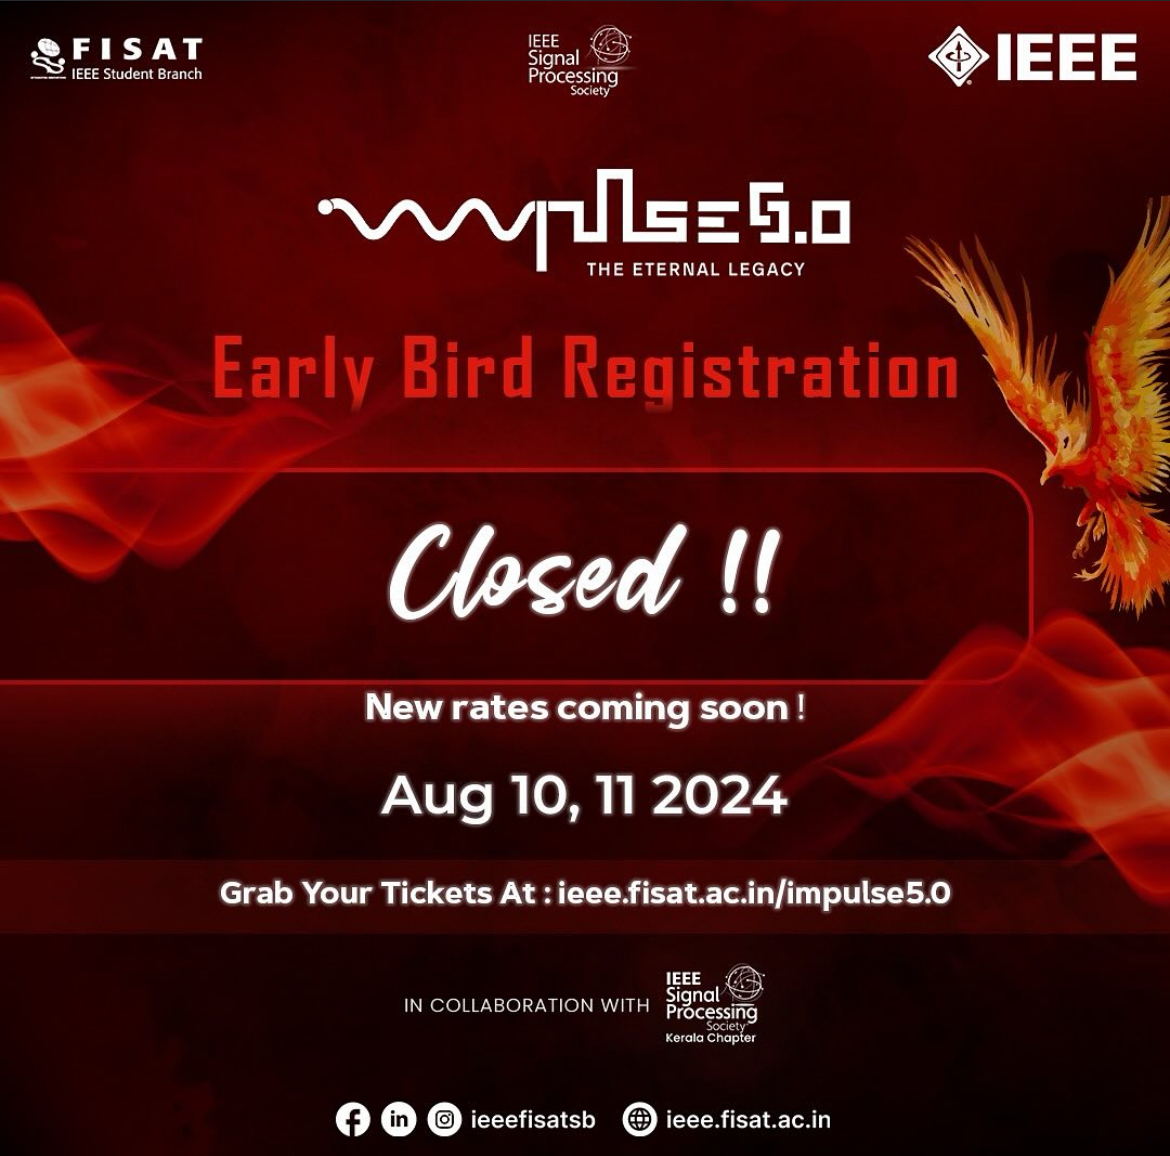 FISAT
IEEE Student Branch
IEEE
Signal
Processing
Society
IEEE
impulse5.0
THE ETERNAL LEGACY
Early Bird Registration
Closed !!
New rates coming soon !
Aug 10, 11 2024
Grab Your Tickets At : ieee.fisat.ac.in/impulse5.0
IN COLLABORATION WITH
IEEE
Signal
Processing
Society
Kerala Chapter
ieeefisatsb
ieee.fisat.ac.in